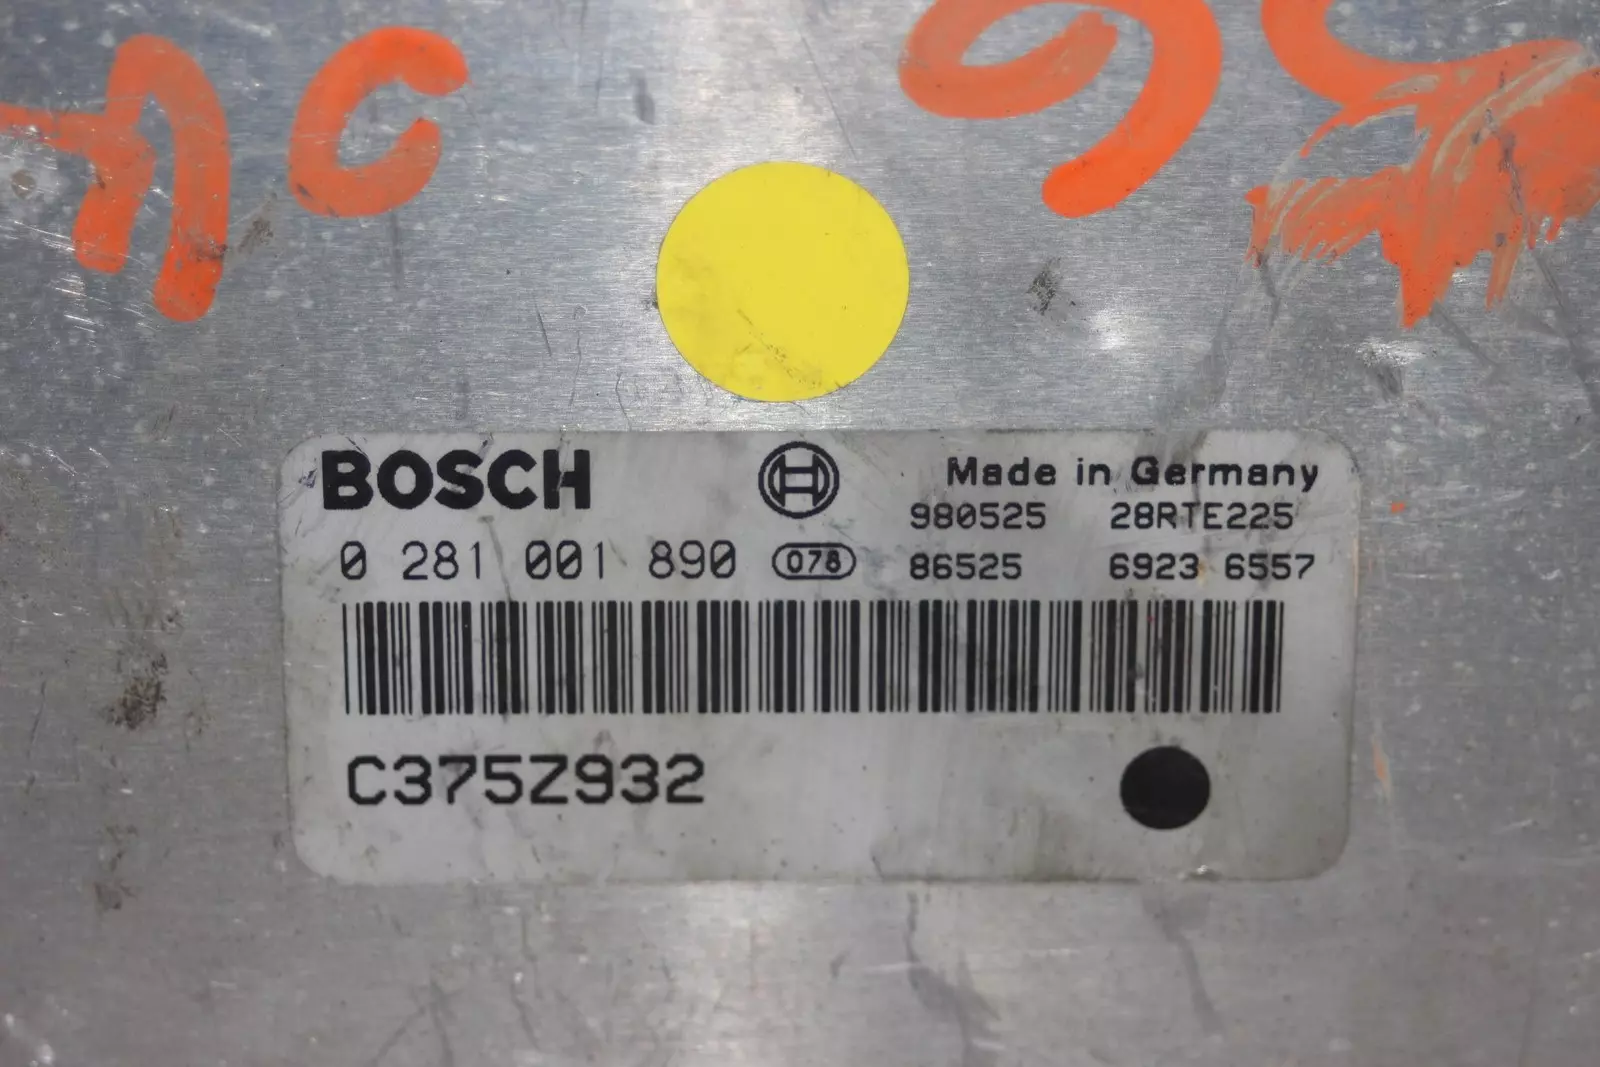 BOSCH
Made in Germany
980525 28RTE225
0 281 001 890 078 86525 6923 6557
C375Z932